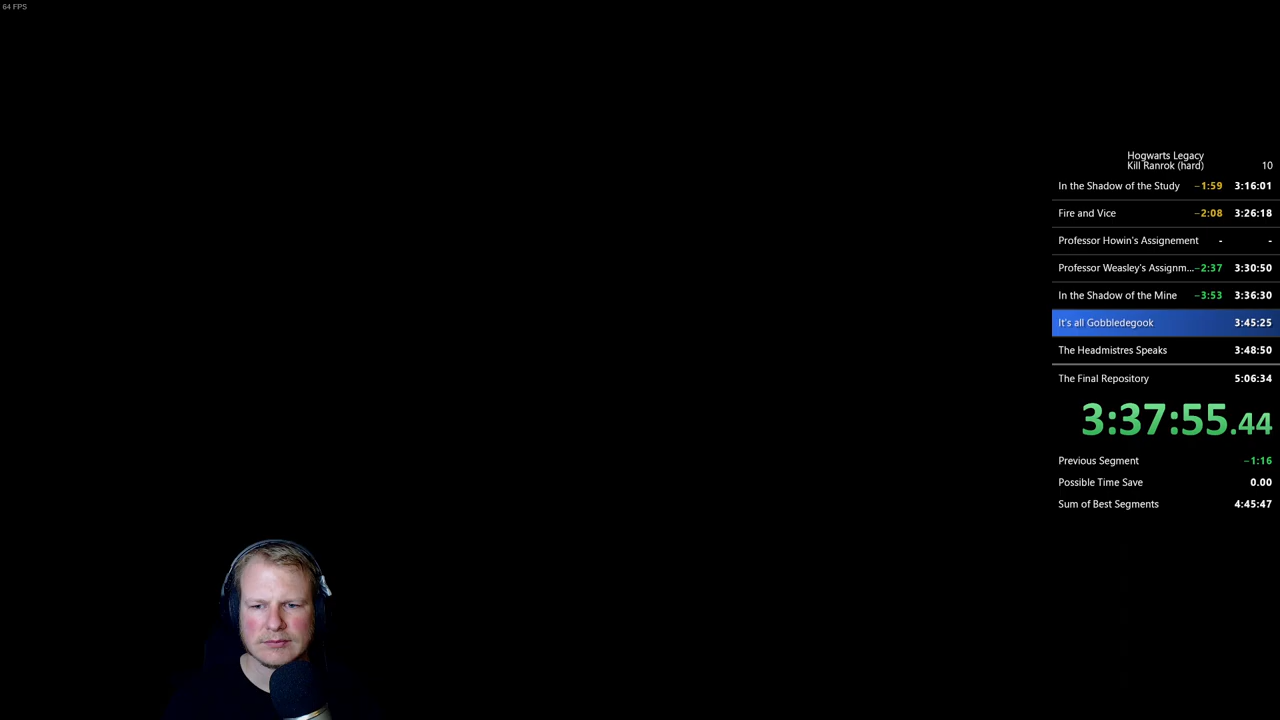 64 FPS
Hogwarts Legacy
Kill Ranrok (hard) 10
In the Shadow of the Study −1:59 3:16:01
Fire and Vice −2:08 3:26:18
Professor Howin's Assignement - -
Professor Weasley's Assignm... −2:37 3:30:50
In the Shadow of the Mine −3:53 3:36:30
It's all Gobbledegook 3:45:25
The Headmistres Speaks 3:48:50
The Final Repository 5:06:34
3:37:55.44
Previous Segment −1:16
Possible Time Save 0.00
Sum of Best Segments 4:45:47